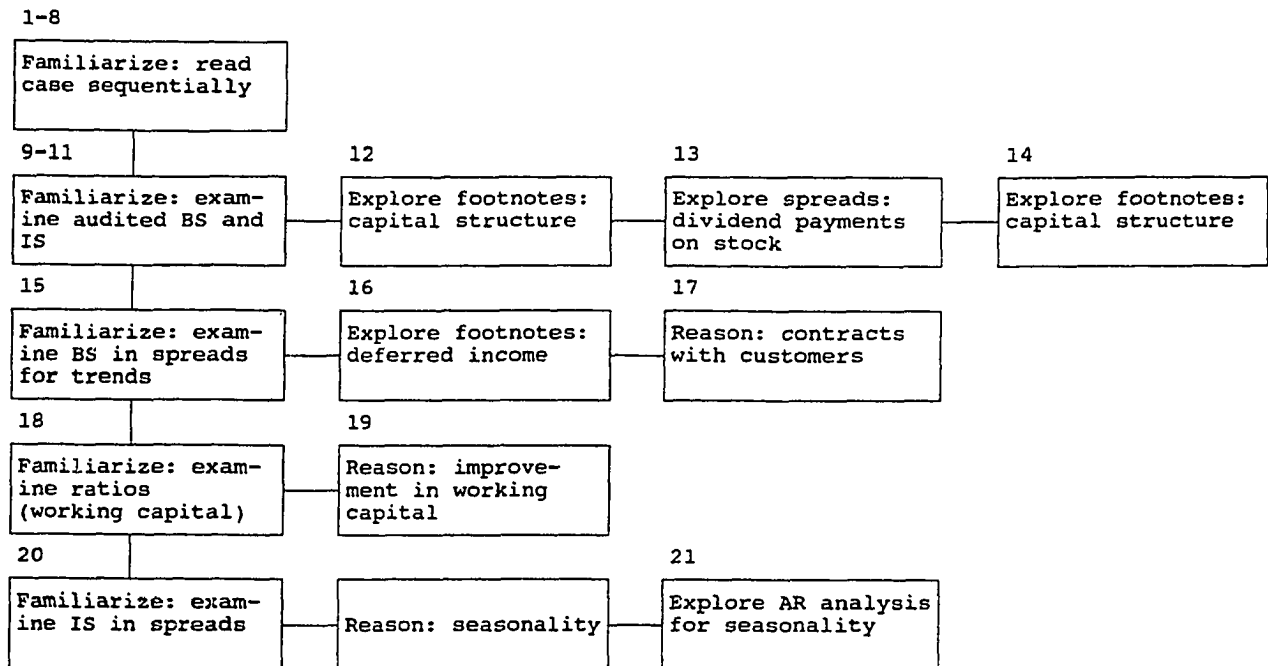 1-8
Familiarize: read
case sequentially
9-11
Familiarize: exam-
ine audited BS and
IS
12
Explore footnotes:
capital structure
13
Explore spreads:
dividend payments
on stock
14
Explore footnotes:
capital structure
15
Familiarize: exam-
ine BS in spreads
for trends
16
Explore footnotes:
deferred income
17
Reason: contracts
with customers
18
Familiarize: exam-
ine ratios
(working capital)
19
Reason: improve-
ment in working
capital
20
Familiarize: exam-
ine IS in spreads
Reason: seasonality
21
Explore AR analysis
for seasonality